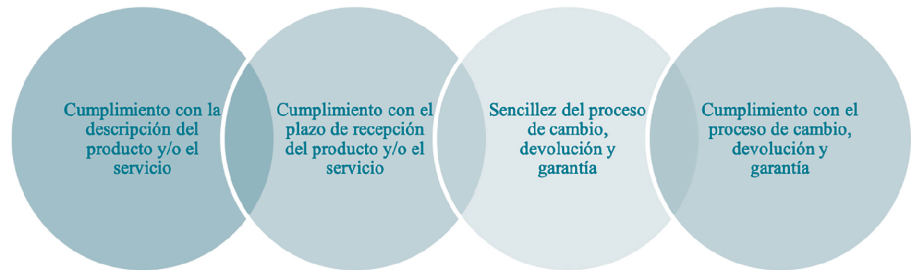 Cumplimiento con la
descripción del
producto y/o el
servicio
Cumplimiento con el
plazo de recepción
del producto y/o el
servicio
Sencillez del proceso
de cambio,
devolución y
garantía
Cumplimiento con el
proceso de cambio,
devolución y
garantía